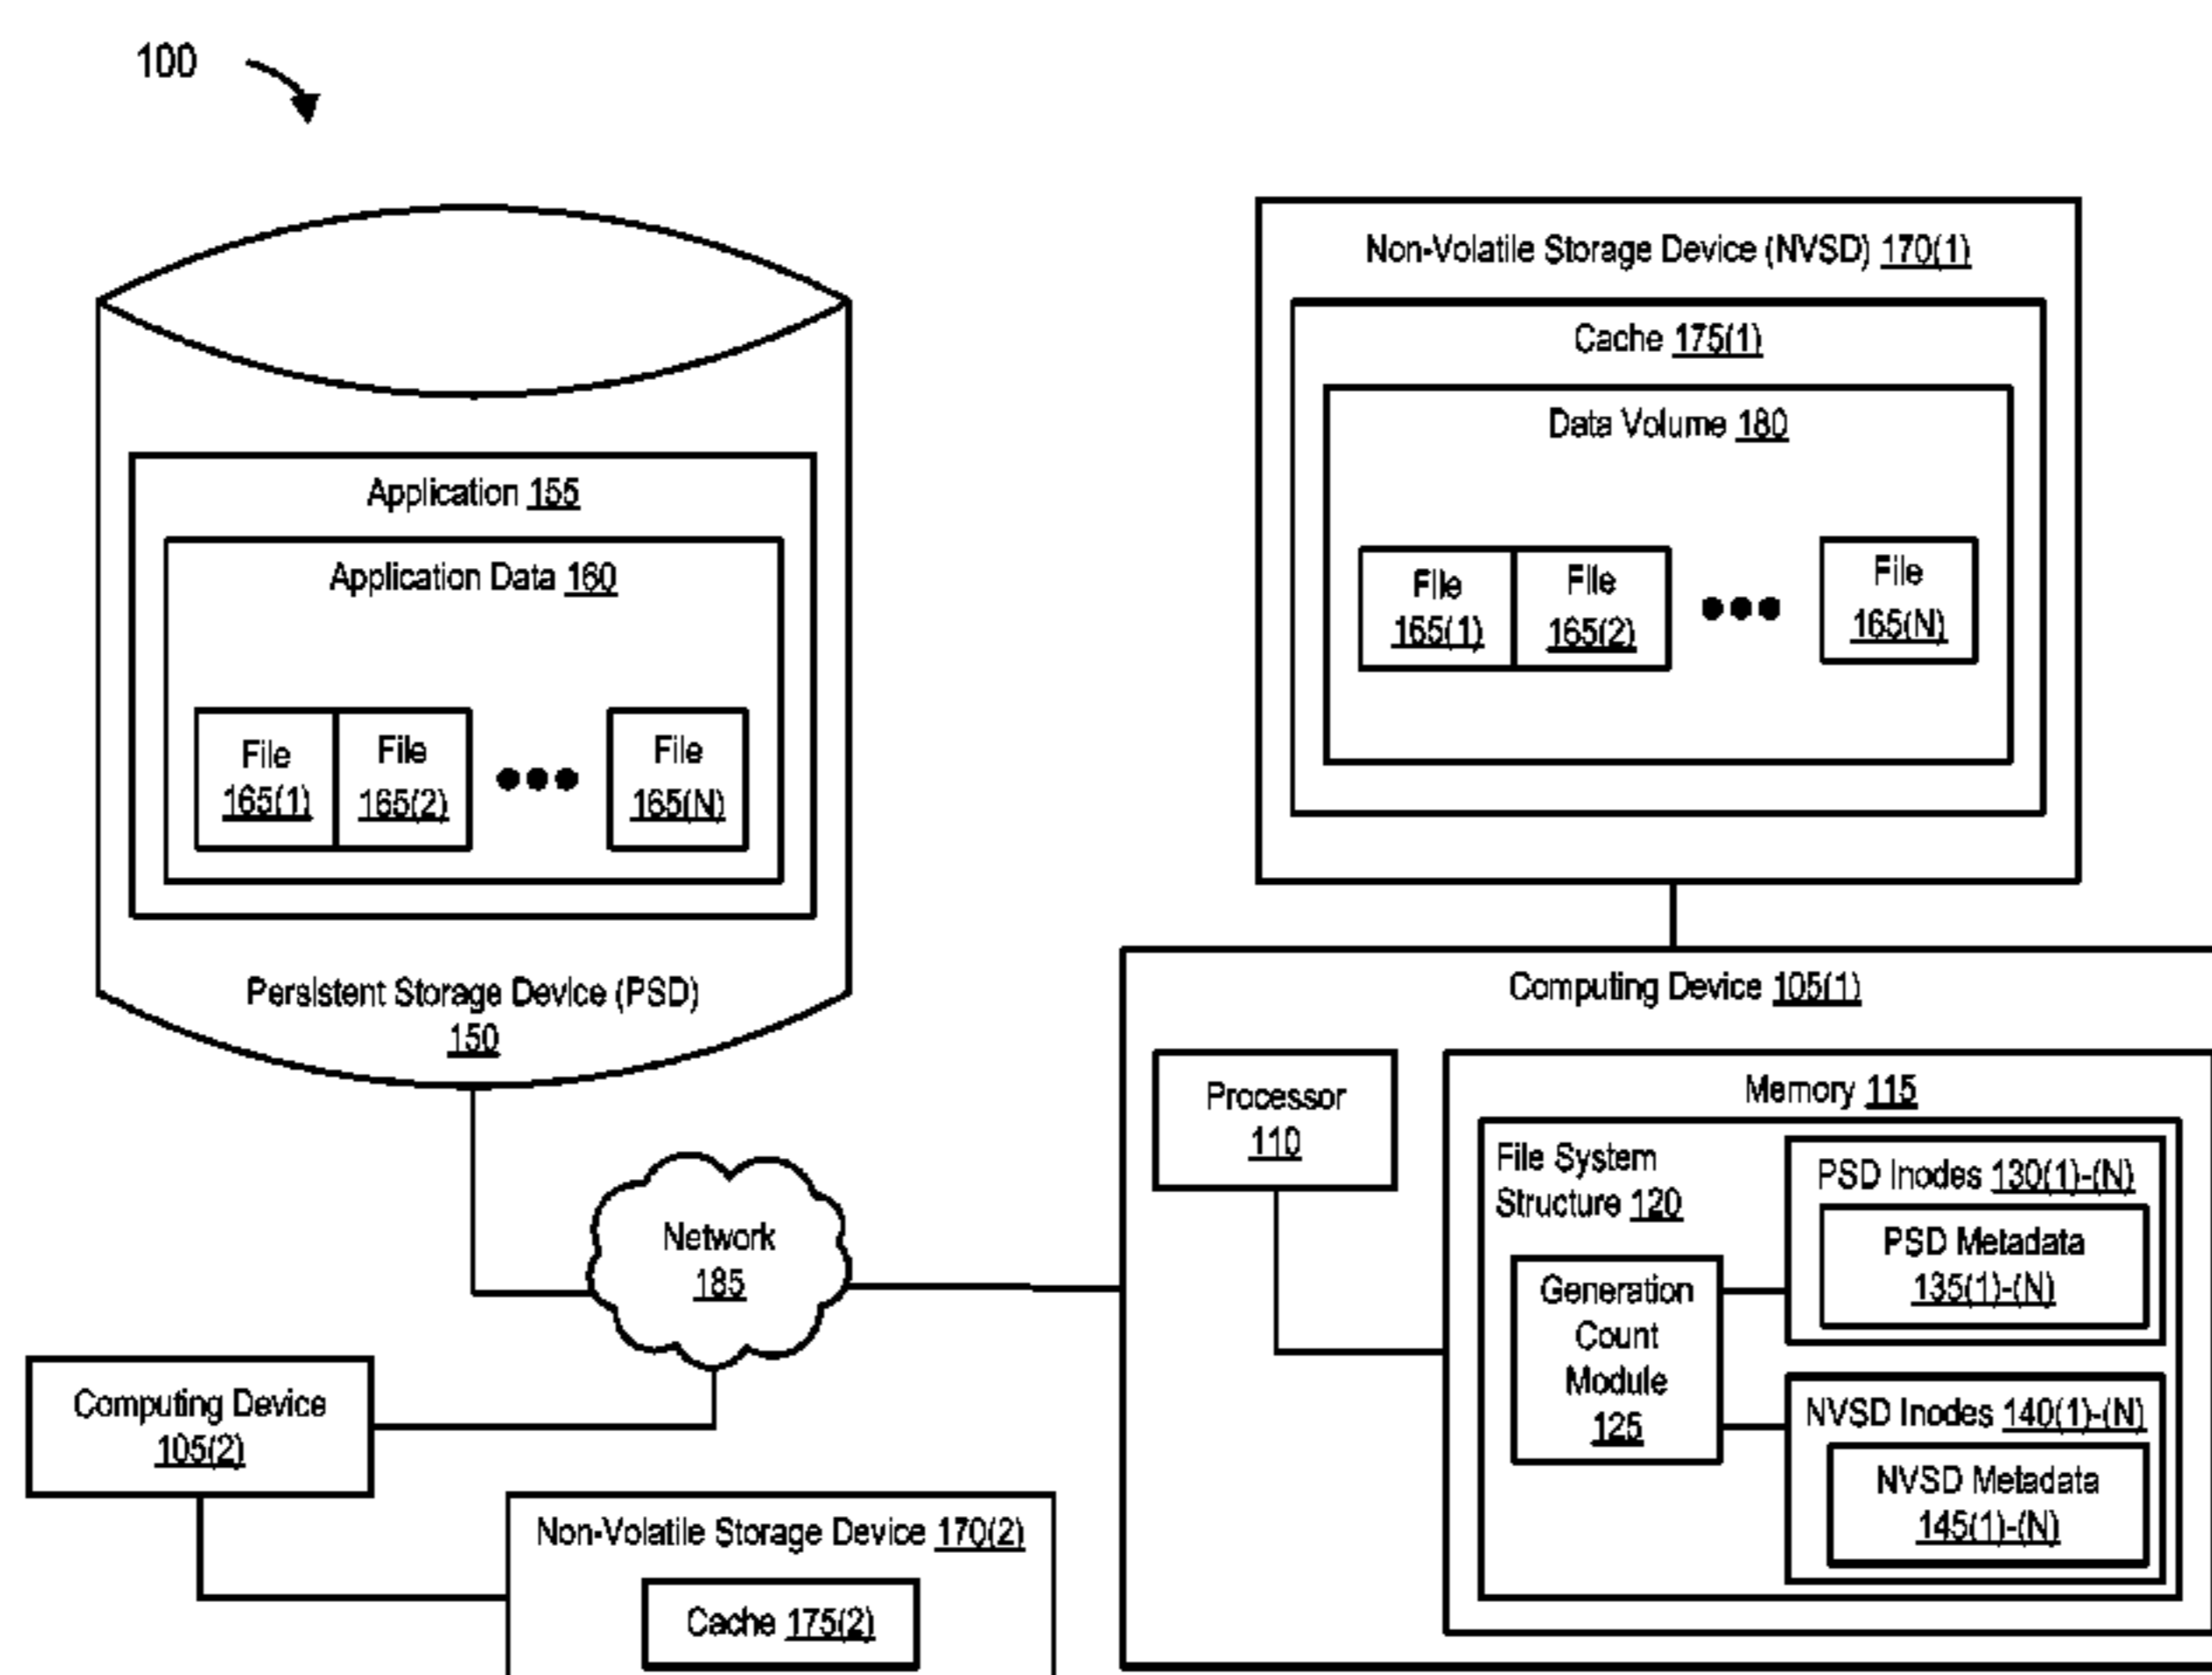 100
Non-Volatile Storage Device (NVSD) 170(1)
Cache 175(1)
Data Volume 180
File
165(1)
File
165(2)
File
165(N)
Application 155
Application Data 160
File
165(1)
File
165(2)
File
165(N)
Persistent Storage Device (PSD)
150
Computing Device 105(1)
Processor
110
Memory 115
File System
Structure 120
PSD Inodes 130(1)-(N)
PSD Metadata
135(1)-(N)
Generation
Count
Module
125
NVSD Inodes 140(1)-(N)
NVSD Metadata
145(1)-(N)
Network
185
Computing Device
105(2)
Non-Volatile Storage Device 170(2)
Cache 175(2)